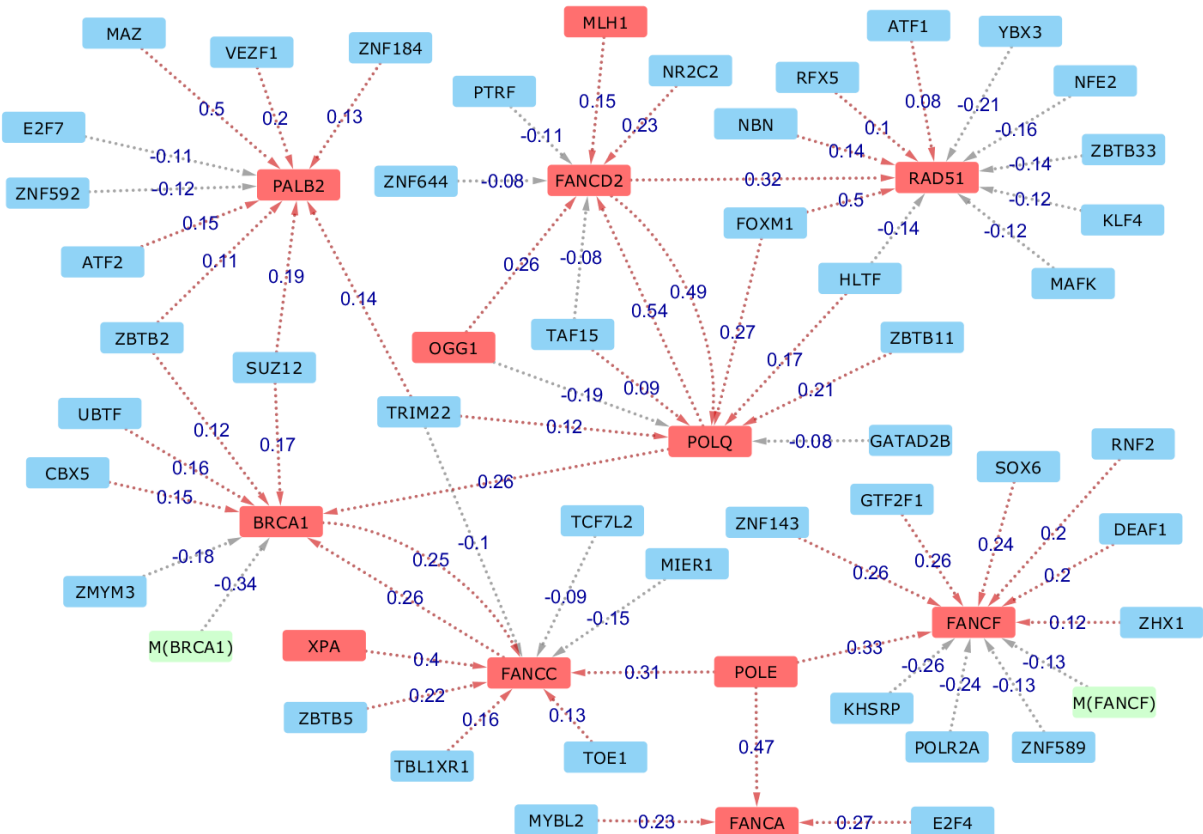 MLH1
MAZ
VEZF1
ZNF184
ATF1
YBX3
PTRF
NR2C2
RFX5
NFE2
0.5
0.2
0.13
0.15
0.08
-0.21
E2F7
-0.11
0.23
NBN
0.1
-0.16
ZBTB33
-0.11
0.14
-0.14
ZNF592
-0.12
PALB2
ZNF644
-0.08
FANCD2
0.32
RAD51
-0.12
KLF4
0.15
FOXM1
0.5
-0.14
-0.12
ATF2
0.11
0.19
0.14
0.26
-0.08
0.49
HLTF
MAFK
0.54
ZBTB2
SUZ12
OGG1
TAF15
0.27
0.17
ZBTB11
-0.19
0.09
0.21
UBTF
TRIM22
0.12
0.12
POLQ
-0.08
GATAD2B
0.17
CBX5
0.16
0.15
0.26
RNF2
SOX6
GTF2F1
BRCA1
TCF7L2
ZNF143
DEAF1
-0.18
0.25
-0.1
0.24
0.2
0.26
0.26
0.2
ZMYM3
-0.34
MIER1
0.26
-0.09
-0.15
M(BRCA1)
XPA
0.4
FANCC
0.31
POLE
0.33
FANCF
0.12
ZHX1
-0.26
-0.24
-0.13
-0.13
ZBTB5
0.22
0.16
0.13
KHSRP
M(FANCF)
TBL1XR1
TOE1
0.47
POLR2A
ZNF589
MYBL2
0.23
FANCA
0.27
E2F4